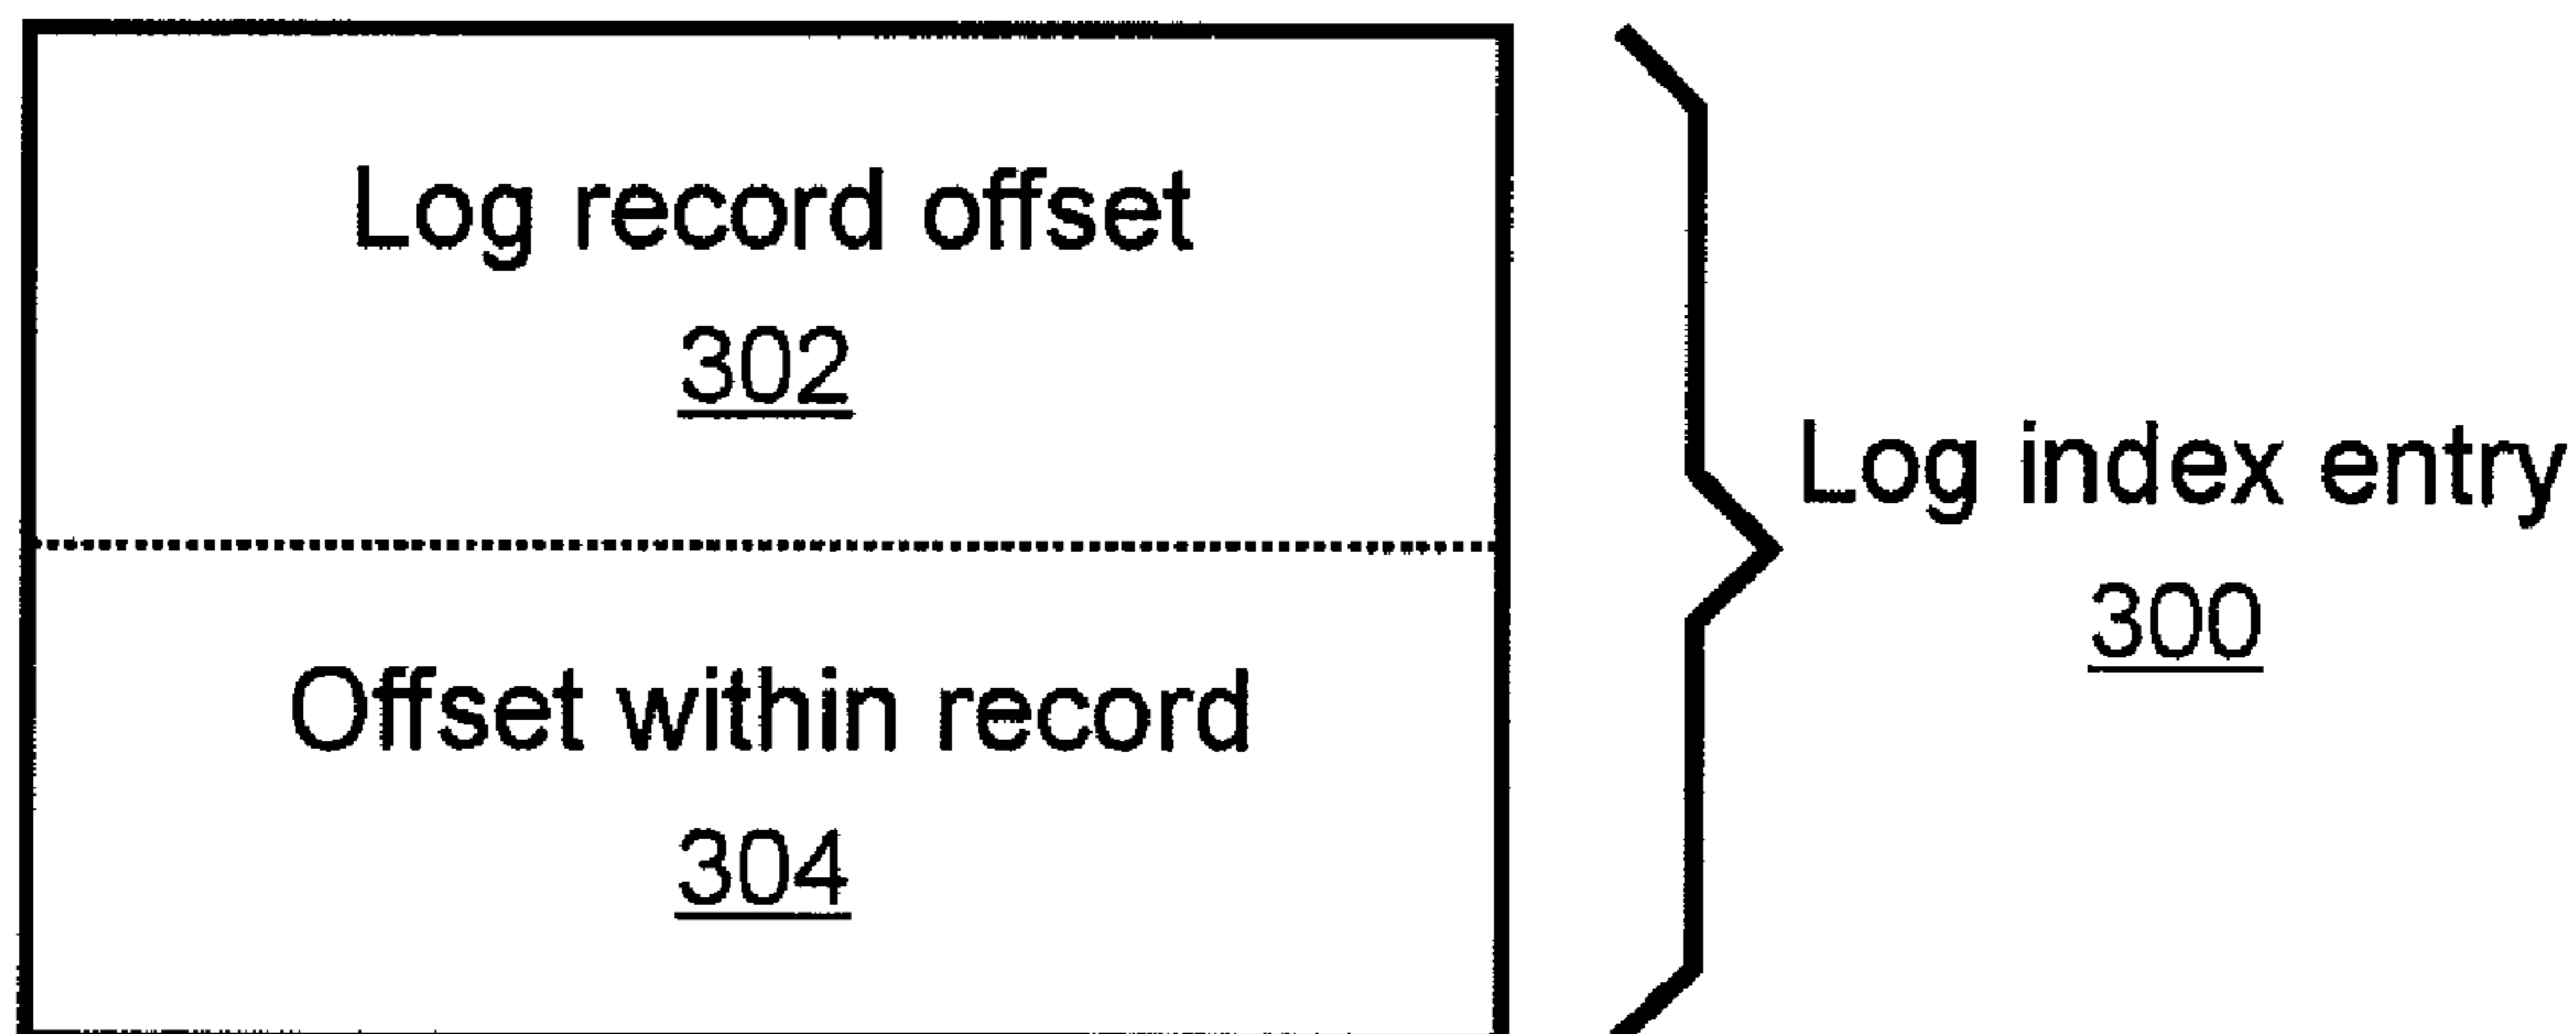 Log record offset
302
Offset within record
304
Log index entry
300